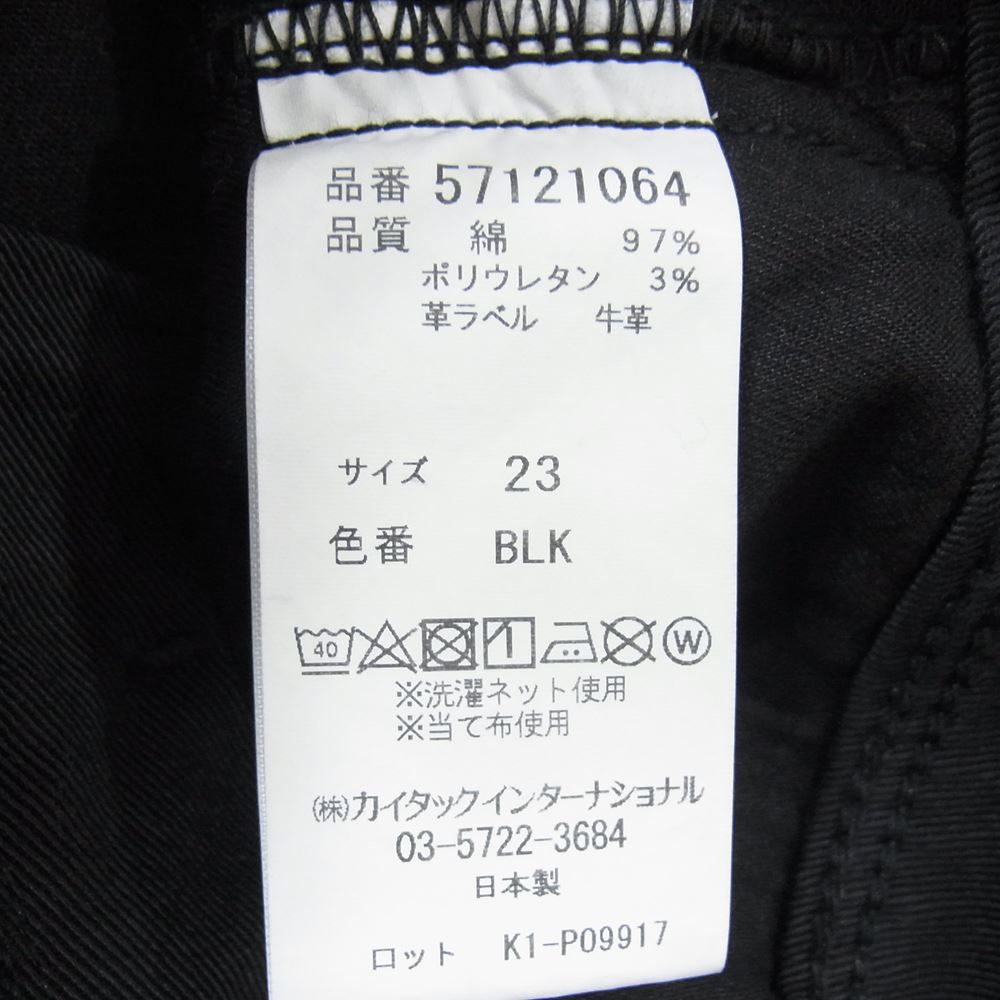 品番 57121064
品質 綿 97%
ポリウレタン 3%
革ラベル 牛革
サイズ 23
色番 BLK
40 W
※洗濯ネット使用
※当て布使用
㈱カイタックインターナショナル
03-5722-3684
日本製
ロット K1-P09917